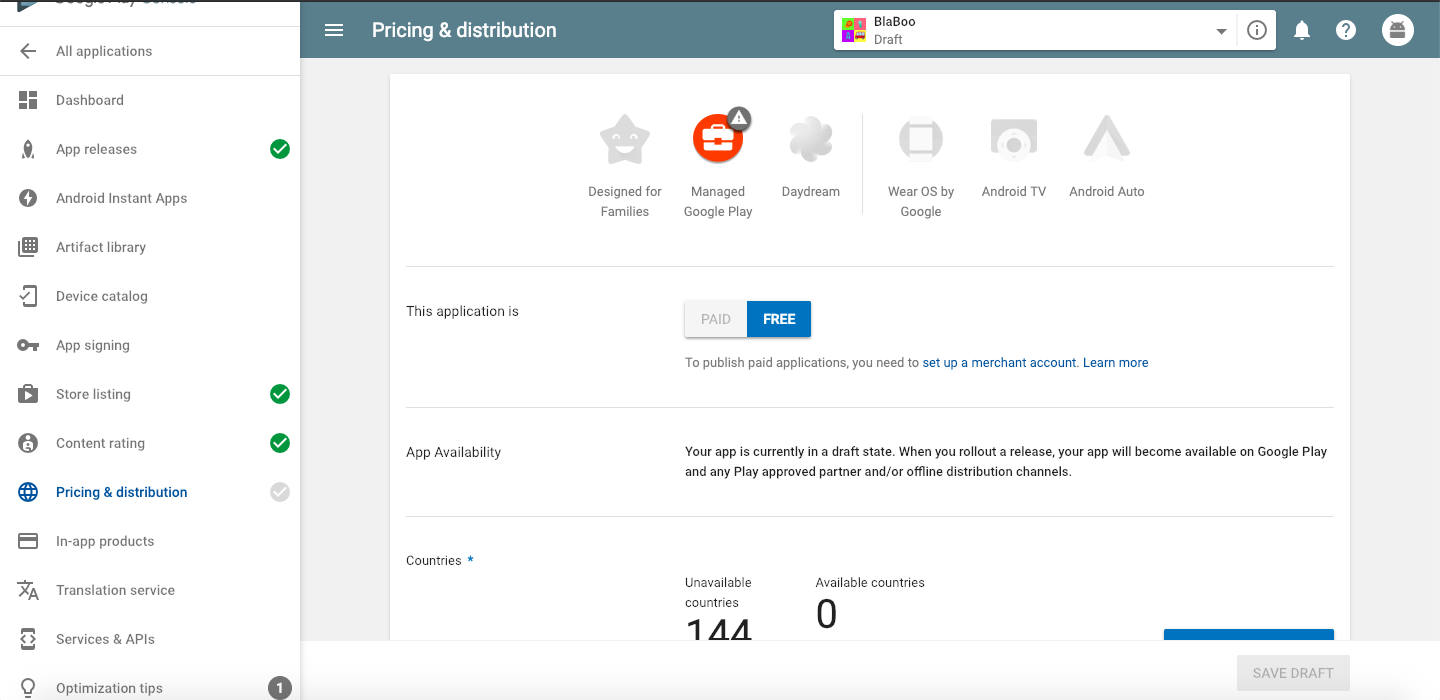 Pricing & distribution
BlaBoo
Draft
All applications
Dashboard
App releases
Android Instant Apps
Artifact library
Device catalog
App signing
Store listing
Content rating
Pricing & distribution
In-app products
Translation service
Services & APIs
Optimization tips
1
Designed for
Families
Managed
Google Play
Daydream
Wear OS by
Google
Android TV
Android Auto
This application is
PAID
FREE
To publish paid applications, you need to set up a merchant account. Learn more
App Availability
Your app is currently in a draft state. When you rollout a release, your app will become available on Google Play
and any Play approved partner and/or offline distribution channels.
Countries *
Unavailable
countries
144
Available countries
0
SAVE DRAFT